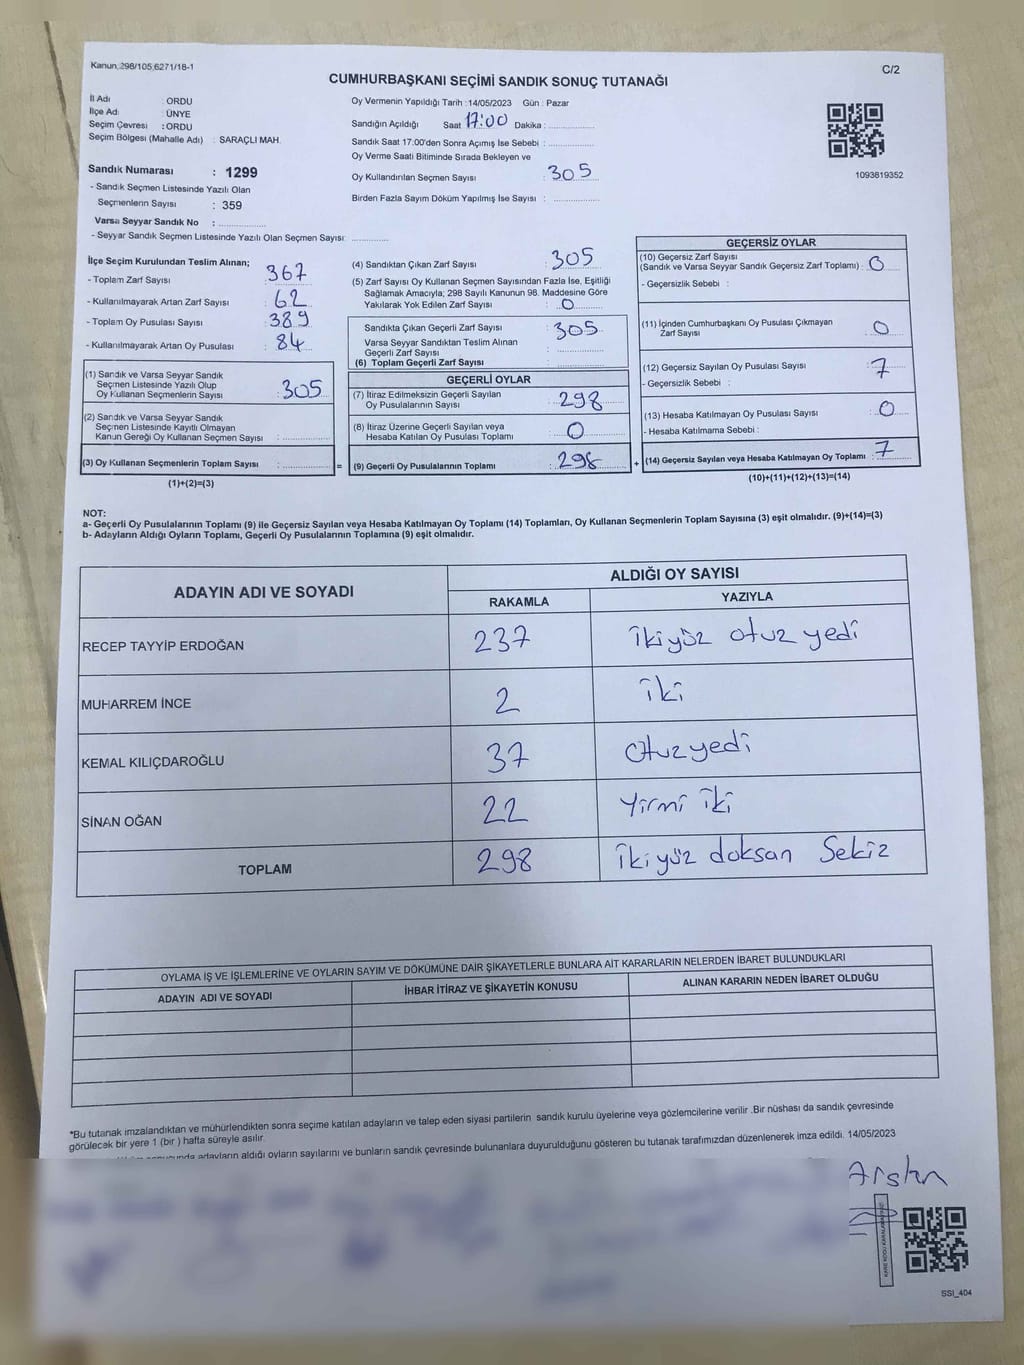 Kanun 298/105,6271/18-1
C/2
CUMHURBAŞKANI SEÇİMİ SANDIK SONUÇ TUTANAĞI
İl Adı : ORDU
İlçe Adı : ÜNYE
Seçim Çevresi : ORDU
Seçim Bölgesi (Mahalle Adı) : SARAÇLI MAH.
Sandık Numarası : 1299
- Sandık Seçmen Listesinde Yazılı Olan
Seçmenlerin Sayısı : 359
Varsa Seyyar Sandık No :
- Seyyar Sandık Seçmen Listesinde Yazılı Olan Seçmen Sayısı:
Oy Vermenin Yapıldığı Tarih : 14/05/2023 Gün : Pazar
Sandığın Açıldığı Saat 17:00 Dakika :
Sandık Saat 17.00'den Sonra Açımış İse Sebebi :
Oy Verme Saati Bitiminde Sırada Bekleyen ve
Oy Kullandırılan Seçmen Sayısı : 305
Birden Fazla Sayım Döküm Yapılmış İse Sayısı :
1093819352
İlçe Seçim Kurulundan Teslim Alınan;
- Toplam Zarf Sayısı : 367
- Kullanılmayarak Artan Zarf Sayısı : 62
- Toplam Oy Pusulası Sayısı : 389
- Kullanılmayarak Artan Oy Pusulası : 84
(1) Sandık ve Varsa Seyyar Sandık
Seçmen Listesinde Yazılı Olup
Oy Kullanan Seçmenlerin Sayısı : 305
(2) Sandık ve Varsa Seyyar Sandık
Seçmen Listesinde Kayıtlı Olmayan
Kanun Gereği Oy Kullanan Seçmen Sayısı :
(3) Oy Kullanan Seçmenlerin Toplam Sayısı :
(1)+(2)=(3)
(4) Sandıktan Çıkan Zarf Sayısı : 305
(5) Zarf Sayısı Oy Kullanan Seçmen Sayısından Fazla İse, Eşitliği
Sağlamak Amacıyla; 298 Sayılı Kanunun 98. Maddesine Göre
Yakılarak Yok Edilen Zarf Sayısı : 0
Sandıkta Çıkan Geçerli Zarf Sayısı : 305
Varsa Seyyar Sandıktan Teslim Alınan
Geçerli Zarf Sayısı :
(6) Toplam Geçerli Zarf Sayısı :
GEÇERLİ OYLAR
(7) İtiraz Edilmeksizin Geçerli Sayılan
Oy Pusulalarının Sayısı : 298
(8) İtiraz Üzerine Geçerli Sayılan veya
Hesaba Katılan Oy Pusulası Toplamı : 0
= (9) Geçerli Oy Pusulalarının Toplamı : 298
GEÇERSİZ OYLAR
(10) Geçersiz Zarf Sayısı
(Sandık ve Varsa Seyyar Sandık Geçersiz Zarf Toplamı) : 0
- Geçersizlik Sebebi :
(11) İçinden Cumhurbaşkanı Oy Pusulası Çıkmayan
Zarf Sayısı : 0
(12) Geçersiz Sayılan Oy Pusulası Sayısı : 7
- Geçersizlik Sebebi :
(13) Hesaba Katılmayan Oy Pusulası Sayısı : 0
- Hesaba Katılmama Sebebi :
+ (14) Geçersiz Sayılan veya Hesaba Katılmayan Oy Toplamı : 7
(10)+(11)+(12)+(13)=(14)
NOT:
a- Geçerli Oy Pusulalarının Toplamı (9) ile Geçersiz Sayılan veya Hesaba Katılmayan Oy Toplamı (14) Toplamları, Oy Kullanan Seçmenlerin Toplam Sayısına (3) eşit olmalıdır. (9)+(14)=(3)
b- Adayların Aldığı Oyların Toplamı, Geçerli Oy Pusulalarının Toplamına (9) eşit olmalıdır.
ADAYIN ADI VE SOYADI
ALDIĞI OY SAYISI
RAKAMLA YAZIYLA
RECEP TAYYİP ERDOĞAN 237 İkiyüz otuz yedi
MUHARREM İNCE 2 iki
KEMAL KILIÇDAROĞLU 37 Otuzyedi
SİNAN OĞAN 22 Yirmi iki
TOPLAM 298 İkiyüz doksan Sekiz
OYLAMA İŞ VE İŞLEMLERİNE VE OYLARIN SAYIM VE DÖKÜMÜNE DAİR ŞİKAYETLERLE BUNLARA AİT KARARLARIN NELERDEN İBARET BULUNDUKLARI
ADAYIN ADI VE SOYADI İHBAR İTİRAZ VE ŞİKAYETİN KONUSU ALINAN KARARIN NEDEN İBARET OLDUĞU
*Bu tutanak imzalandıktan ve mühürlendikten sonra seçime katılan adayların ve talep eden siyasi partilerin sandık kurulu üyelerine veya gözlemcilerine verilir .Bir nüshası da sandık çevresinde
görülecek bir yere 1 (bir ) hafta süreyle asılır.
adayların aldığı oyların sayılarını ve bunların sandık çevresinde bulunanlara duyurulduğunu gösteren bu tutanak tarafımızdan düzenlenerek imza edildi. 14/05/2023
Arslan
SSI_404